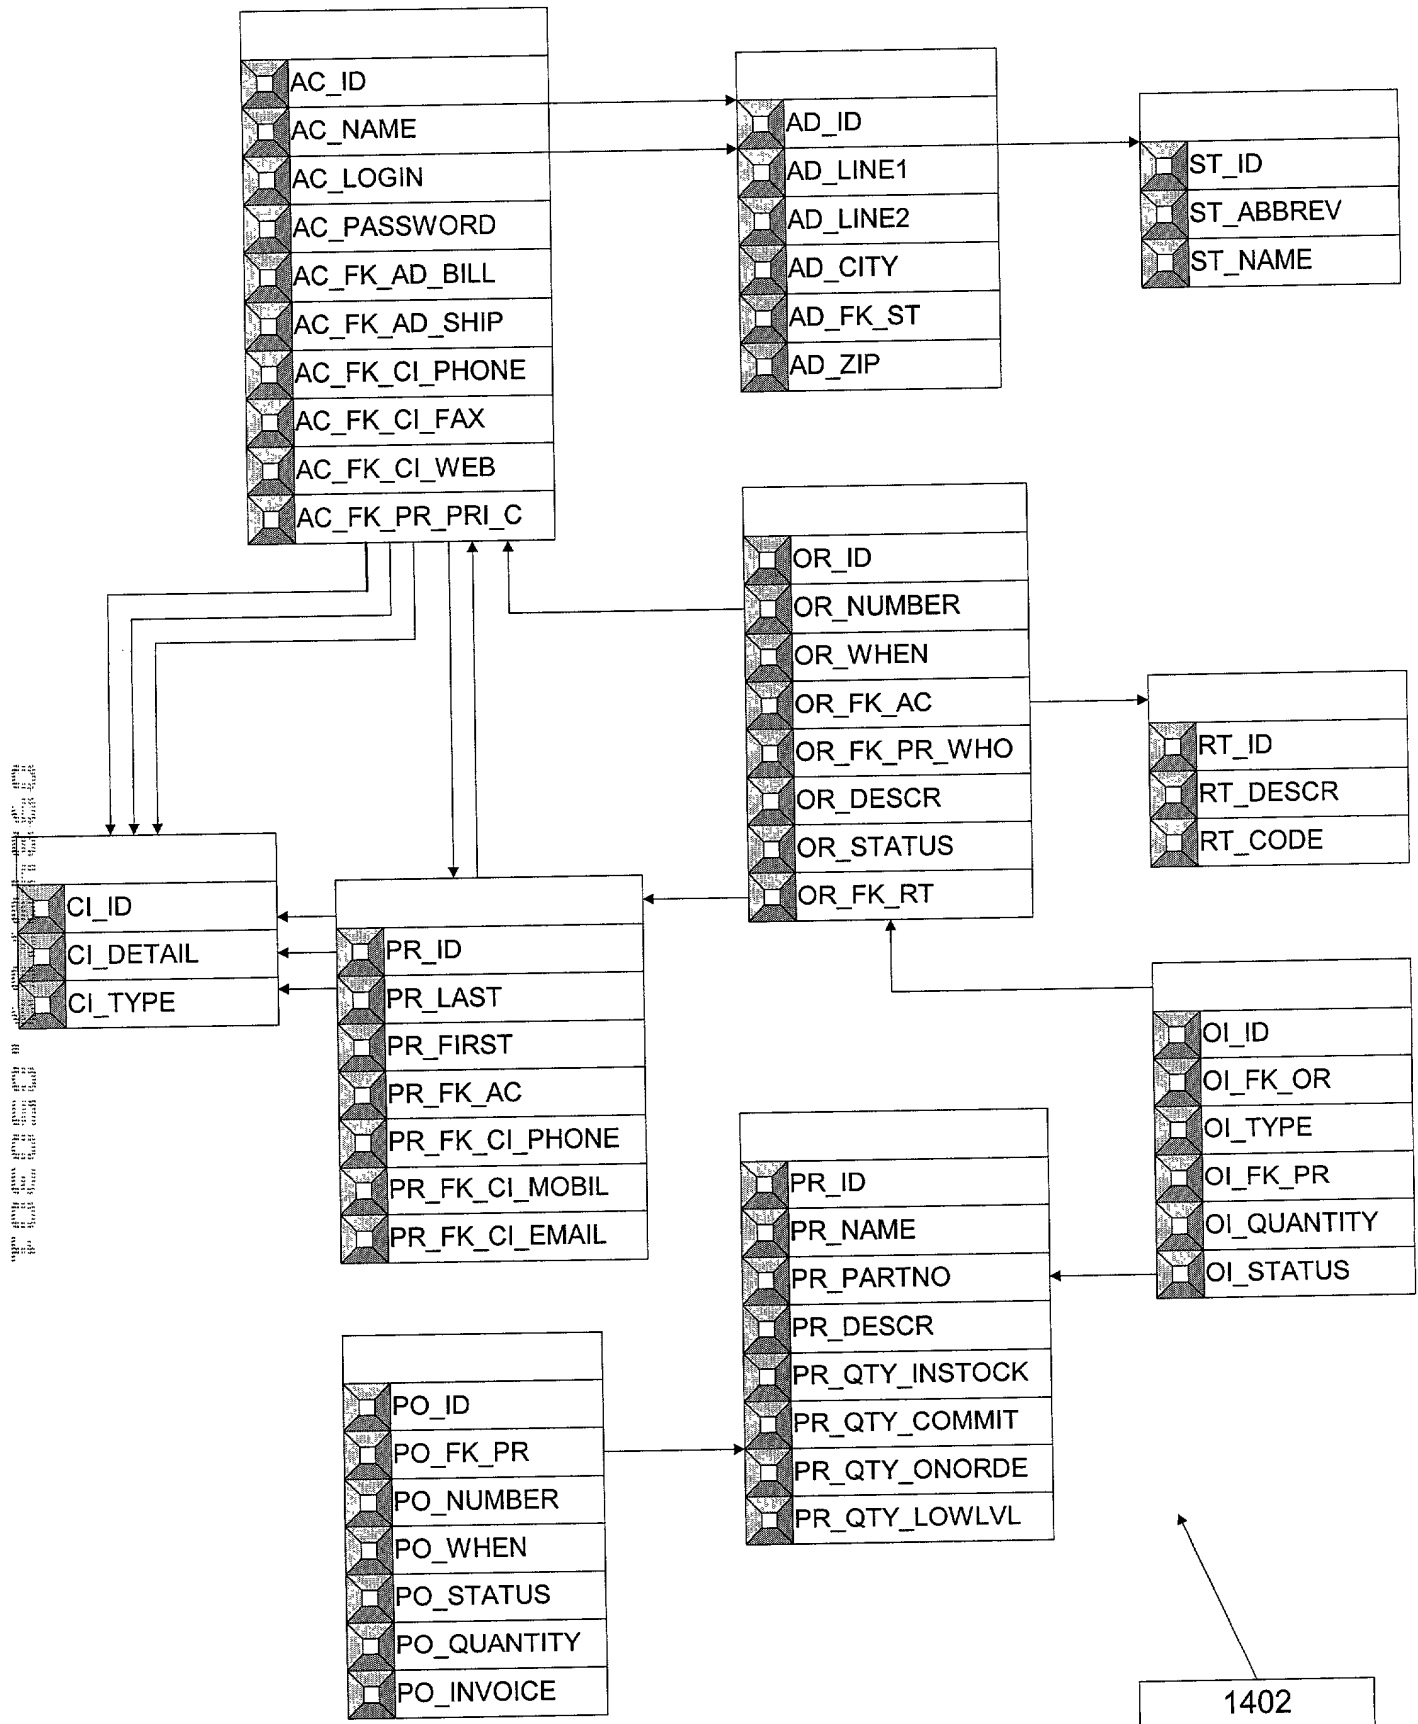 AC_ID
AC_NAME
AC_LOGIN
AC_PASSWORD
AC_FK_AD_BILL
AC_FK_AD_SHIP
AC_FK_CI_PHONE
AC_FK_CI_FAX
AC_FK_CI_WEB
AC_FK_PR_PRI_C
AD_ID
AD_LINE1
AD_LINE2
AD_CITY
AD_FK_ST
AD_ZIP
ST_ID
ST_ABBREV
ST_NAME
OR_ID
OR_NUMBER
OR_WHEN
OR_FK_AC
OR_FK_PR_WHO
OR_DESCR
OR_STATUS
OR_FK_RT
RT_ID
RT_DESCR
RT_CODE
CI_ID
CI_DETAIL
CI_TYPE
PR_ID
PR_LAST
PR_FIRST
PR_FK_AC
PR_FK_CI_PHONE
PR_FK_CI_MOBIL
PR_FK_CI_EMAIL
OI_ID
OI_FK_OR
OI_TYPE
OI_FK_PR
OI_QUANTITY
OI_STATUS
PR_ID
PR_NAME
PR_PARTNO
PR_DESCR
PR_QTY_INSTOCK
PR_QTY_COMMIT
PR_QTY_ONORDE
PR_QTY_LOWLVL
PO_ID
PO_FK_PR
PO_NUMBER
PO_WHEN
PO_STATUS
PO_QUANTITY
PO_INVOICE
1402